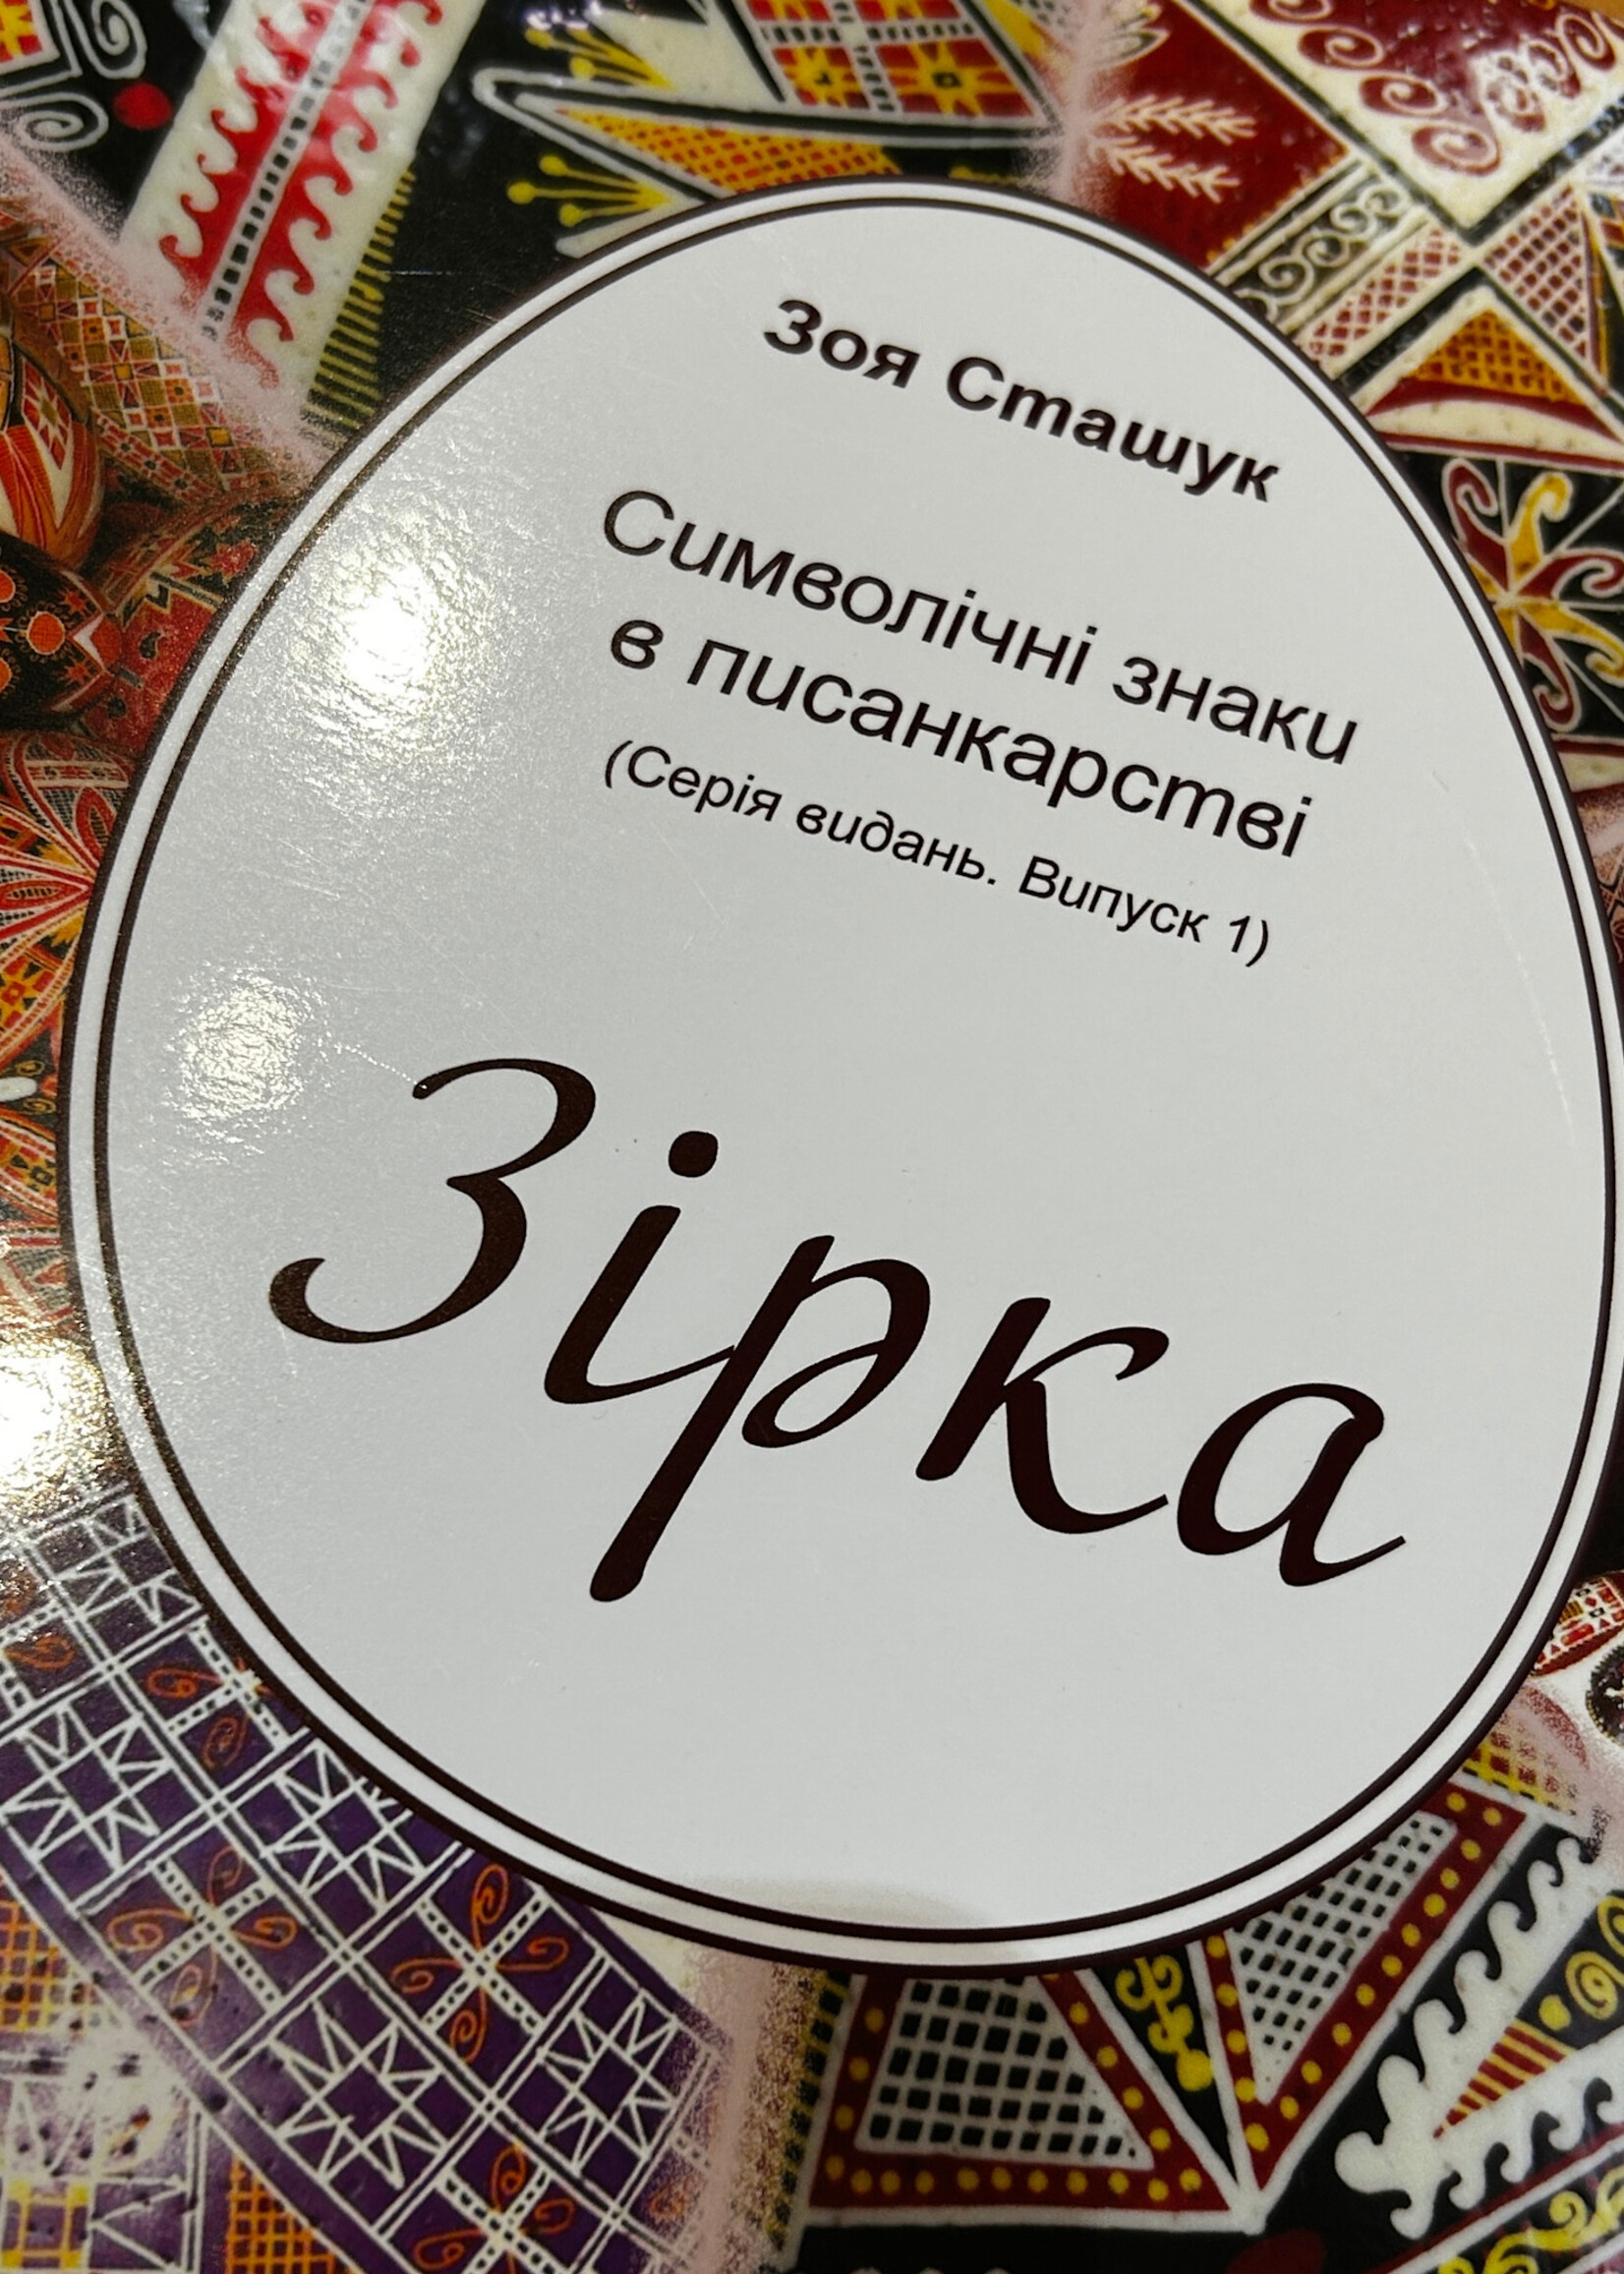 Зоя Сташук
Символічні знаки
в писанкарстві
(Серія видань. Випуск 1)
Зірка